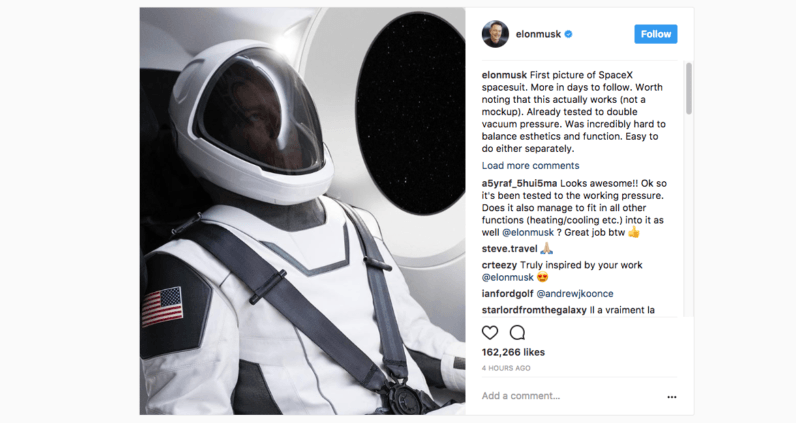 elonmusk
Follow
elonmusk First picture of SpaceX
spacesuit. More in days to follow. Worth
noting that this actually works (not a
mockup). Already tested to double
vacuum pressure. Was incredibly hard to
balance esthetics and function. Easy to
do either separately.
Load more comments
a5yraf_5hui5ma Looks awesome!! Ok so
it's been tested to the working pressure.
Does it also manage to fit in all other
functions (heating/cooling etc.) into it as
well @elonmusk ? Great job btw 👍
steve.travel 🙏🏼
crteezy Truly inspired by your work
@elonmusk 😍
ianfordgolf @andrewjkoonce
starlordfromthegalaxy Il a vraiment la
162,266 likes
4 HOURS AGO
Add a comment...